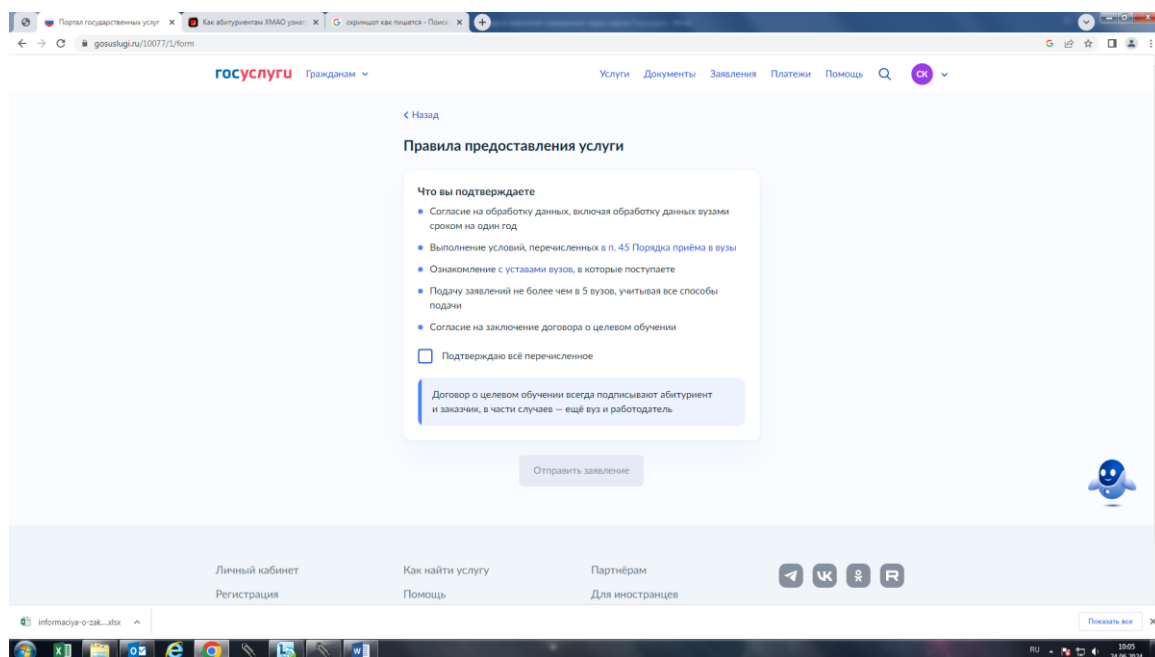 Портал государственных услуг
Как абитуриентам ХМАО узнат
скриншот как пишется - Поиск
gosuslugi.ru/10077/1/form
госуслуги Гражданам Услуги Документы Заявления Платежи Помощь СК
Назад
Правила предоставления услуги
Что вы подтверждаете
Согласие на обработку данных, включая обработку данных вузами
сроком на один год
Выполнение условий, перечисленных в п. 45 Порядка приёма в вузы
Ознакомление с уставами вузов, в которые поступаете
Подачу заявлений не более чем в 5 вузов, учитывая все способы
подачи
Согласие на заключение договора о целевом обучении
Подтверждаю всё перечисленное
Договор о целевом обучении всегда подписывают абитуриент
и заказчик, в части случаев — ещё вуз и работодатель
Отправить заявление
Личный кабинет Как найти услугу Партнёрам
Регистрация Помощь Для иностранцев
informaciya-o-zak....xlsx Показать все
RU 10:05
24.06.2024